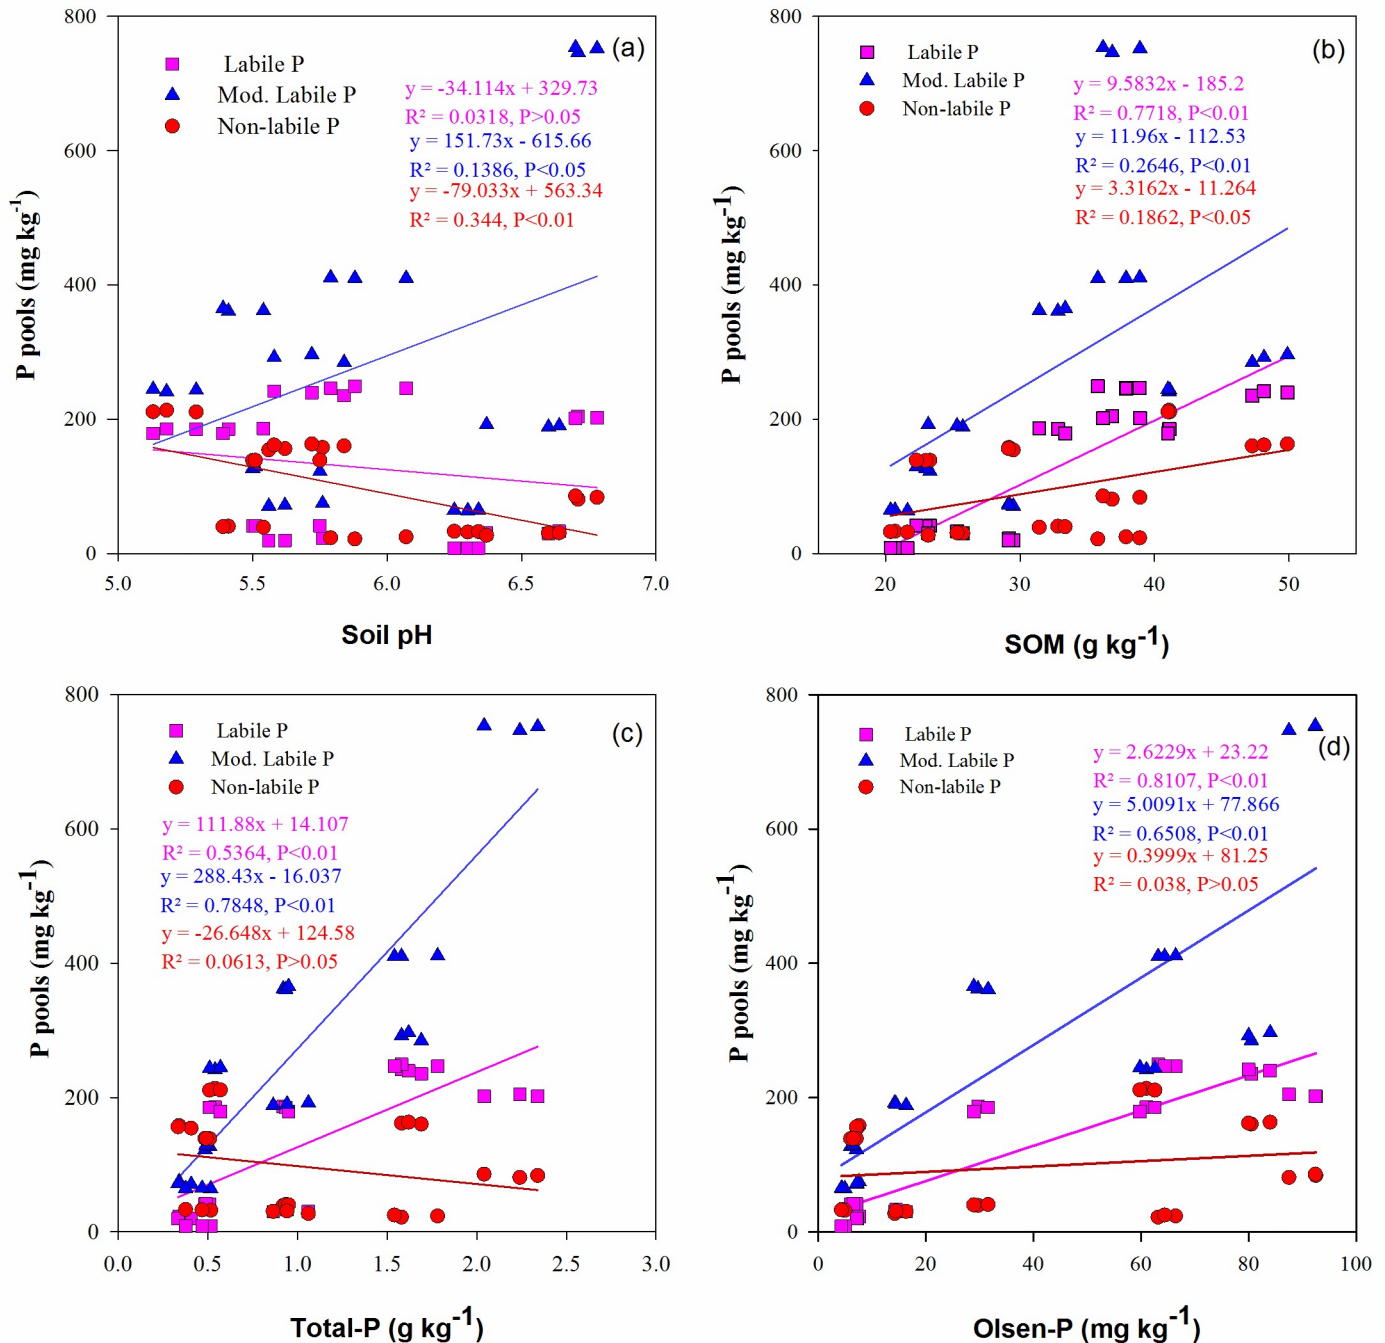 800
600
400
200
0
P pools (mg kg-1)
(a)
Labile P
Mod. Labile P
Non-labile P
y = -34.114x + 329.73
R² = 0.0318, P>0.05
y = 151.73x - 615.66
R² = 0.1386, P<0.05
y = -79.033x + 563.34
R² = 0.344, P<0.01
5.0 5.5 6.0 6.5 7.0
Soil pH
800
600
400
200
0
P pools (mg kg-1)
(b)
Labile P
Mod. Labile P
Non-labile P
y = 9.5832x - 185.2
R² = 0.7718, P<0.01
y = 11.96x - 112.53
R² = 0.2646, P<0.01
y = 3.3162x - 11.264
R² = 0.1862, P<0.05
20 30 40 50
SOM (g kg-1)
800
600
400
200
0
P pools (mg kg-1)
(c)
Labile P
Mod. Labile P
Non-labile P
y = 111.88x + 14.107
R² = 0.5364, P<0.01
y = 288.43x - 16.037
R² = 0.7848, P<0.01
y = -26.648x + 124.58
R² = 0.0613, P>0.05
0.0 0.5 1.0 1.5 2.0 2.5 3.0
Total-P (g kg-1)
800
600
400
200
0
P pools (mg kg-1)
(d)
Labile P
Mod. Labile P
Non-labile P
y = 2.6229x + 23.22
R² = 0.8107, P<0.01
y = 5.0091x + 77.866
R² = 0.6508, P<0.01
y = 0.3999x + 81.25
R² = 0.038, P>0.05
0 20 40 60 80 100
Olsen-P (mg kg-1)